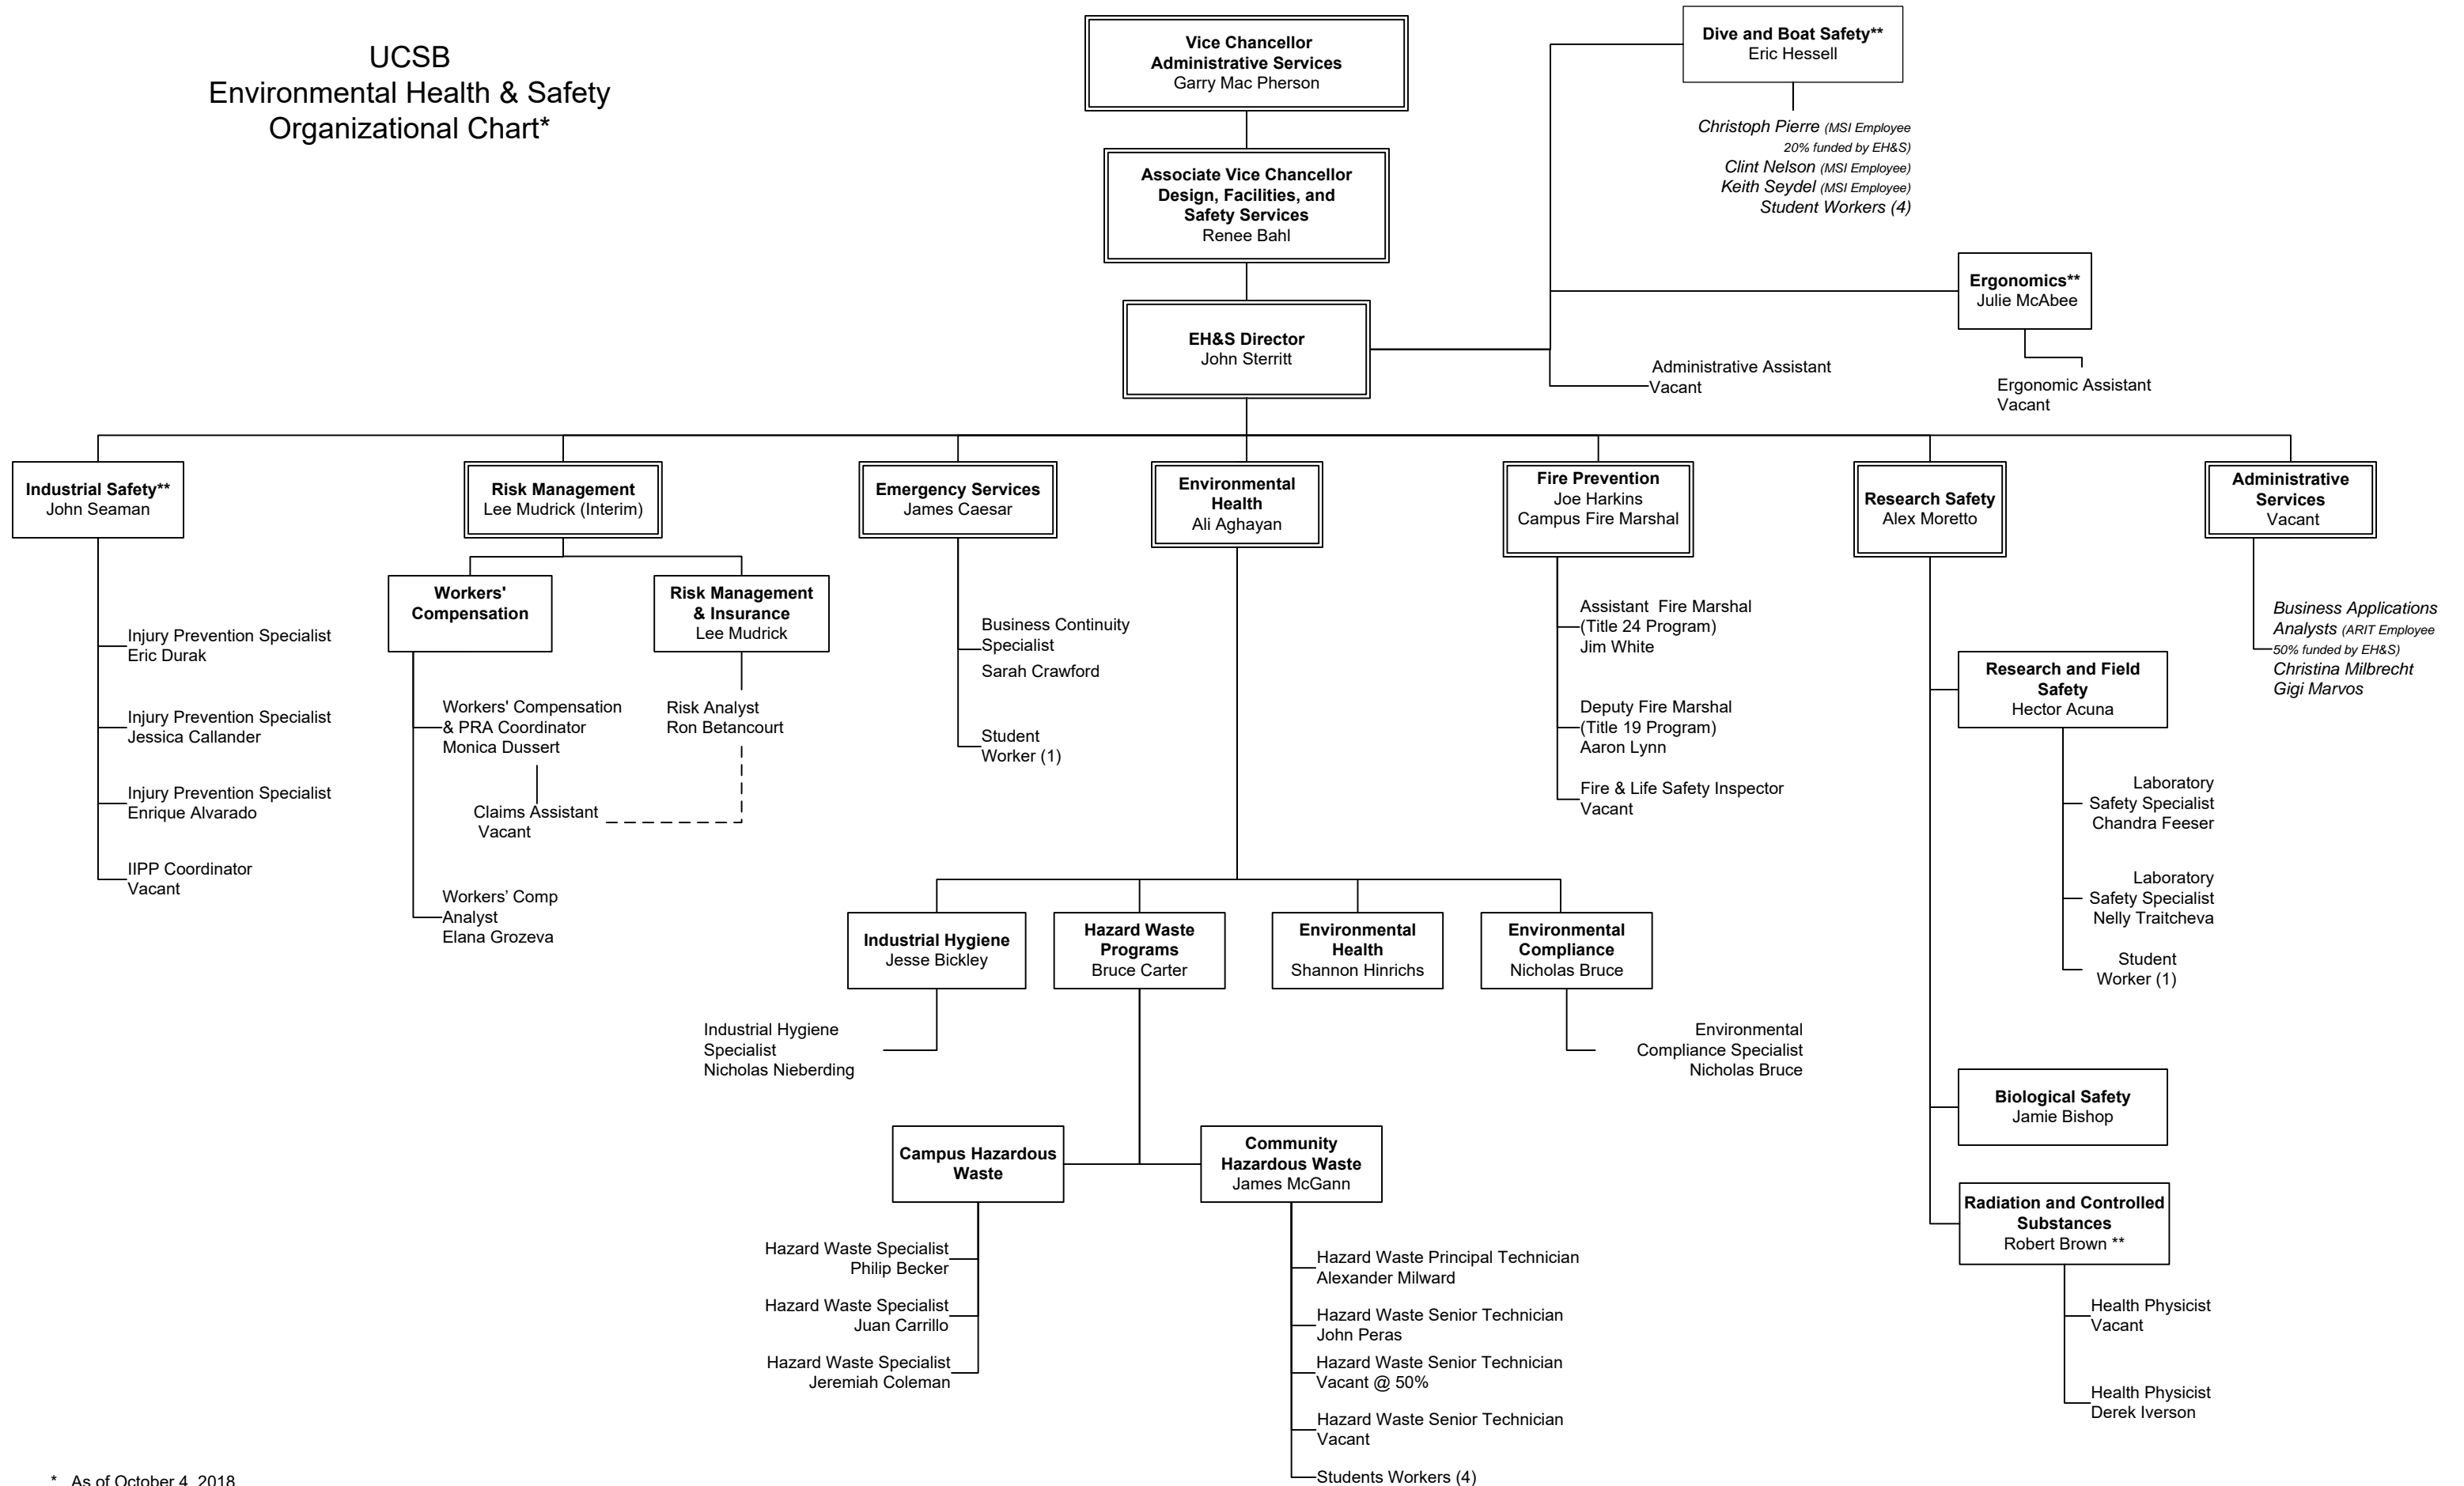 UCSB
Environmental Health & Safety
Organizational Chart*
Vice Chancellor
Administrative Services
Garry Mac Pherson
Dive and Boat Safety**
Eric Hessell
Christoph Pierre (MSI Employee
20% funded by EH&S)
Clint Nelson (MSI Employee)
Keith Seydel (MSI Employee)
Student Workers (4)
Associate Vice Chancellor
Design, Facilities, and
Safety Services
Renee Bahl
Ergonomics**
Julie McAbee
EH&S Director
John Sterritt
Administrative Assistant
Vacant
Ergonomic Assistant
Vacant
Industrial Safety**
John Seaman
Injury Prevention Specialist
Eric Durak
Injury Prevention Specialist
Jessica Callander
Injury Prevention Specialist
Enrique Alvarado
IIPP Coordinator
Vacant
Risk Management
Lee Mudrick (Interim)
Workers'
Compensation
Workers' Compensation
& PRA Coordinator
Monica Dussert
Claims Assistant
Vacant
Workers’ Comp
Analyst
Elana Grozeva
Risk Management
& Insurance
Lee Mudrick
Risk Analyst
Ron Betancourt
Emergency Services
James Caesar
Business Continuity
Specialist
Sarah Crawford
Student
Worker (1)
Environmental
Health
Ali Aghayan
Industrial Hygiene
Jesse Bickley
Industrial Hygiene
Specialist
Nicholas Nieberding
Hazard Waste
Programs
Bruce Carter
Environmental
Health
Shannon Hinrichs
Environmental
Compliance
Nicholas Bruce
Environmental
Compliance Specialist
Nicholas Bruce
Campus Hazardous
Waste
Hazard Waste Specialist
Philip Becker
Hazard Waste Specialist
Juan Carrillo
Hazard Waste Specialist
Jeremiah Coleman
Community
Hazardous Waste
James McGann
Hazard Waste Principal Technician
Alexander Milward
Hazard Waste Senior Technician
John Peras
Hazard Waste Senior Technician
Vacant @ 50%
Hazard Waste Senior Technician
Vacant
Students Workers (4)
Fire Prevention
Joe Harkins
Campus Fire Marshal
Assistant Fire Marshal
(Title 24 Program)
Jim White
Deputy Fire Marshal
(Title 19 Program)
Aaron Lynn
Fire & Life Safety Inspector
Vacant
Research Safety
Alex Moretto
Research and Field
Safety
Hector Acuna
Laboratory
Safety Specialist
Chandra Feeser
Laboratory
Safety Specialist
Nelly Traitcheva
Student
Worker (1)
Biological Safety
Jamie Bishop
Radiation and Controlled
Substances
Robert Brown **
Health Physicist
Vacant
Health Physicist
Derek Iverson
Administrative
Services
Vacant
Business Applications
Analysts (ARIT Employee
50% funded by EH&S)
Christina Milbrecht
Gigi Marvos
* As of October 4, 2018